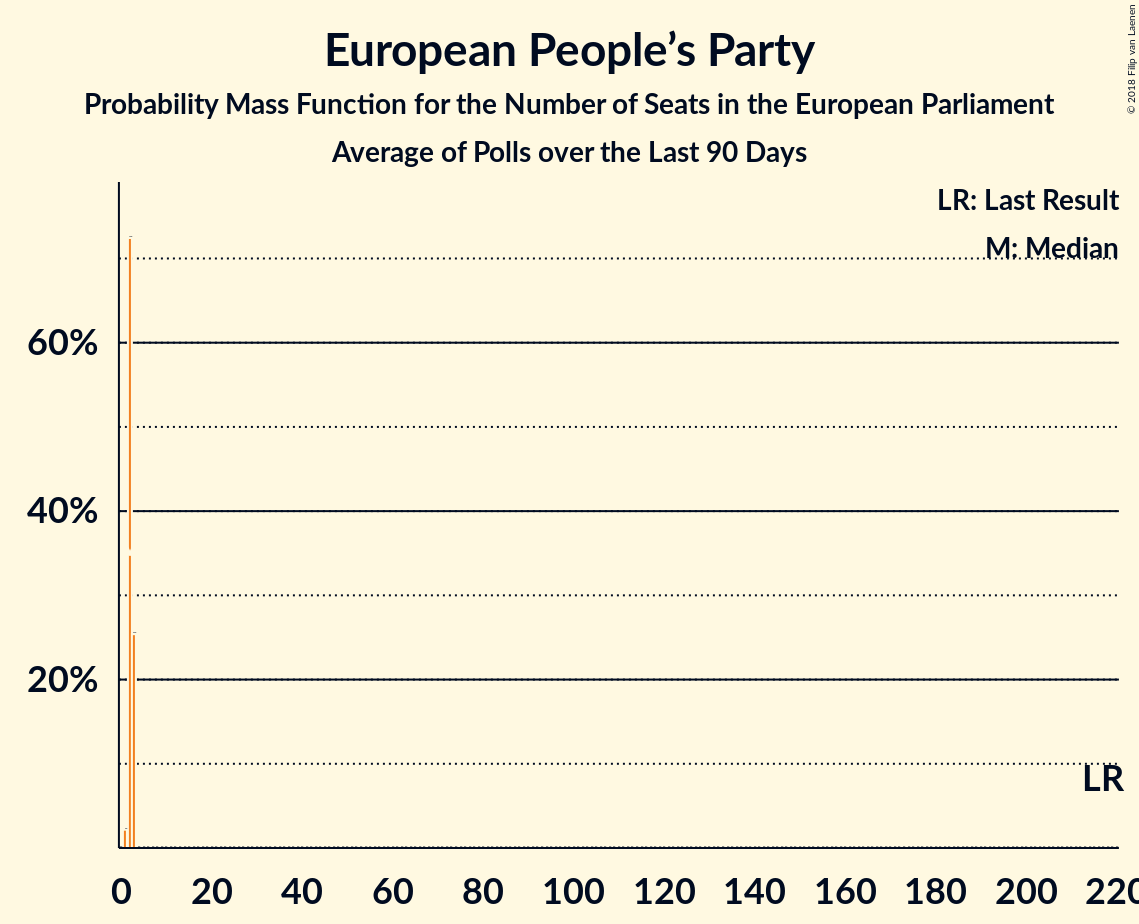 European People’s Party
Probability Mass Function for the Number of Seats in the European Parliament
Average of Polls over the Last 90 Days
© 2018 Filip van Laenen
LR: Last Result
M: Median
60%
40%
20%
LR
0 20 40 60 80 100 120 140 160 180 200 220